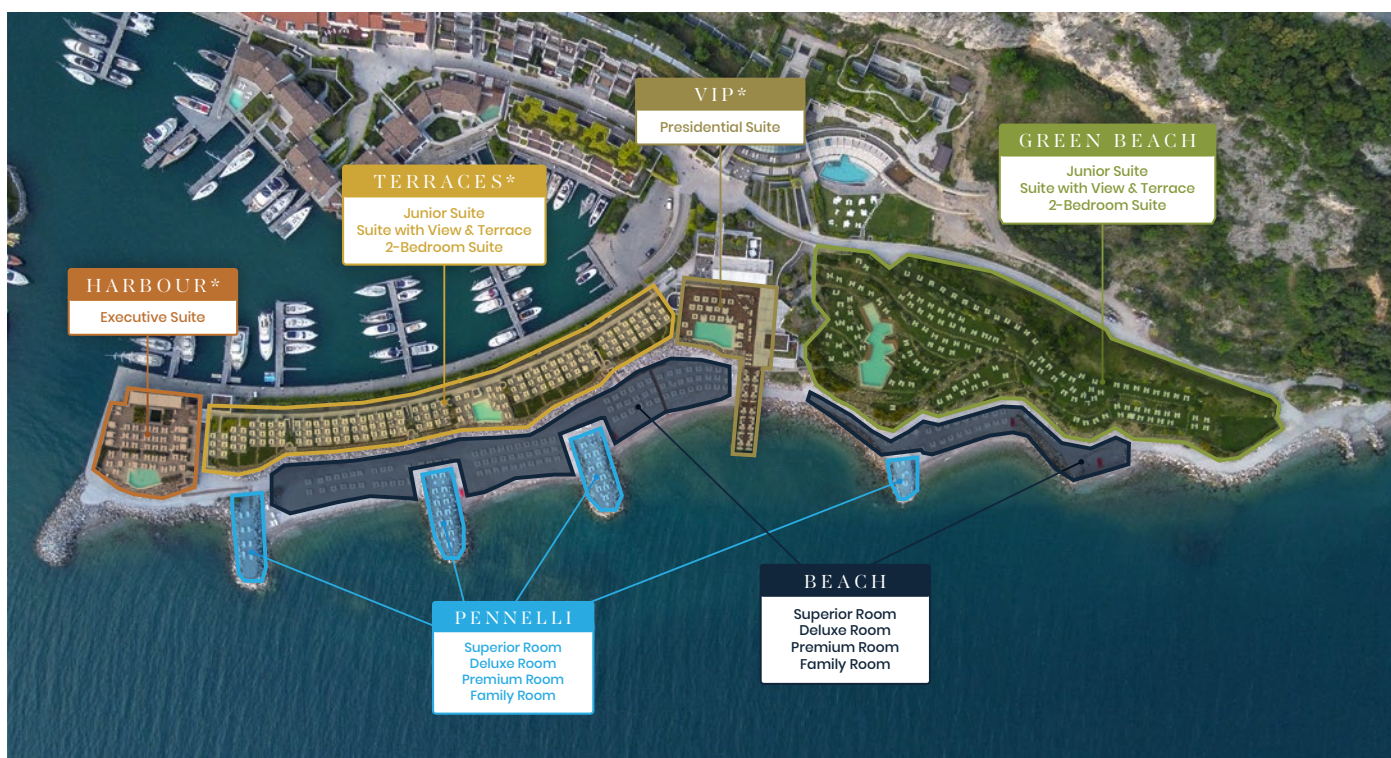 VIP*
Presidential Suite
GREEN BEACH
Junior Suite
Suite with View & Terrace
2-Bedroom Suite
TERRACES*
Junior Suite
Suite with View & Terrace
2-Bedroom Suite
HARBOUR*
Executive Suite
BEACH
Superior Room
Deluxe Room
Premium Room
Family Room
PENNELLI
Superior Room
Deluxe Room
Premium Room
Family Room